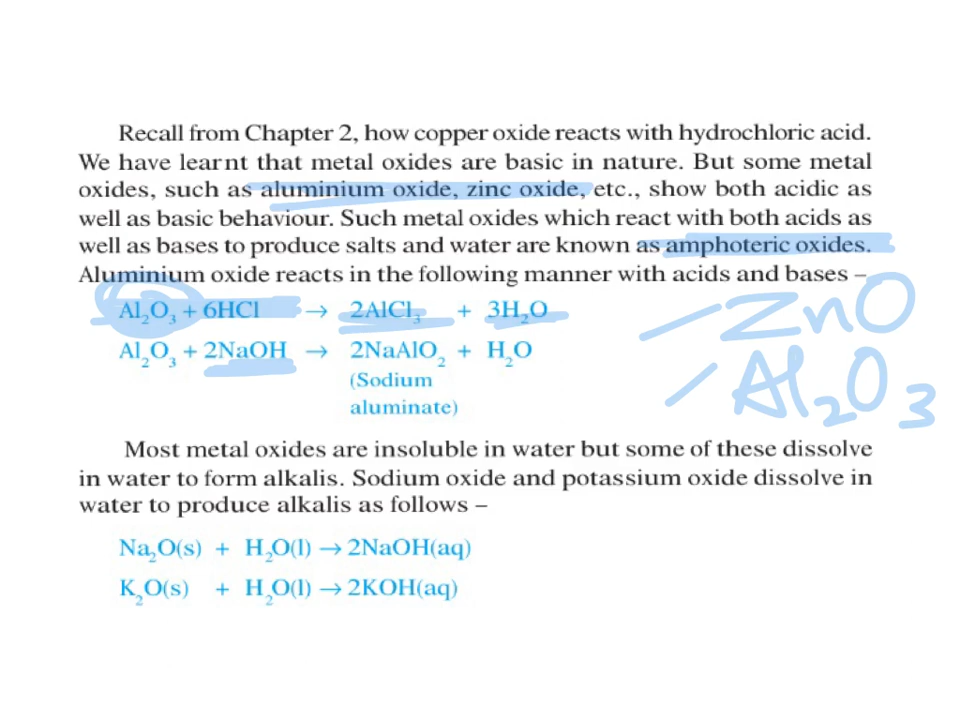 Recall from Chapter 2, how copper oxide reacts with hydrochloric acid.
We have learnt that metal oxides are basic in nature. But some metal
oxides, such as aluminium oxide, zinc oxide, etc., show both acidic as
well as basic behaviour. Such metal oxides which react with both acids as
well as bases to produce salts and water are known as amphoteric oxides.
Aluminium oxide reacts in the following manner with acids and bases –
Al₂O₃ + 6HCl → 2AlCl₃ + 3H₂O
- ZnO
Al₂O₃ + 2NaOH → 2NaAlO₂ + H₂O
(Sodium
aluminate)
- Al₂O₃
Most metal oxides are insoluble in water but some of these dissolve
in water to form alkalis. Sodium oxide and potassium oxide dissolve in
water to produce alkalis as follows –
Na₂O(s) + H₂O(l) → 2NaOH(aq)
K₂O(s) + H₂O(l) → 2KOH(aq)